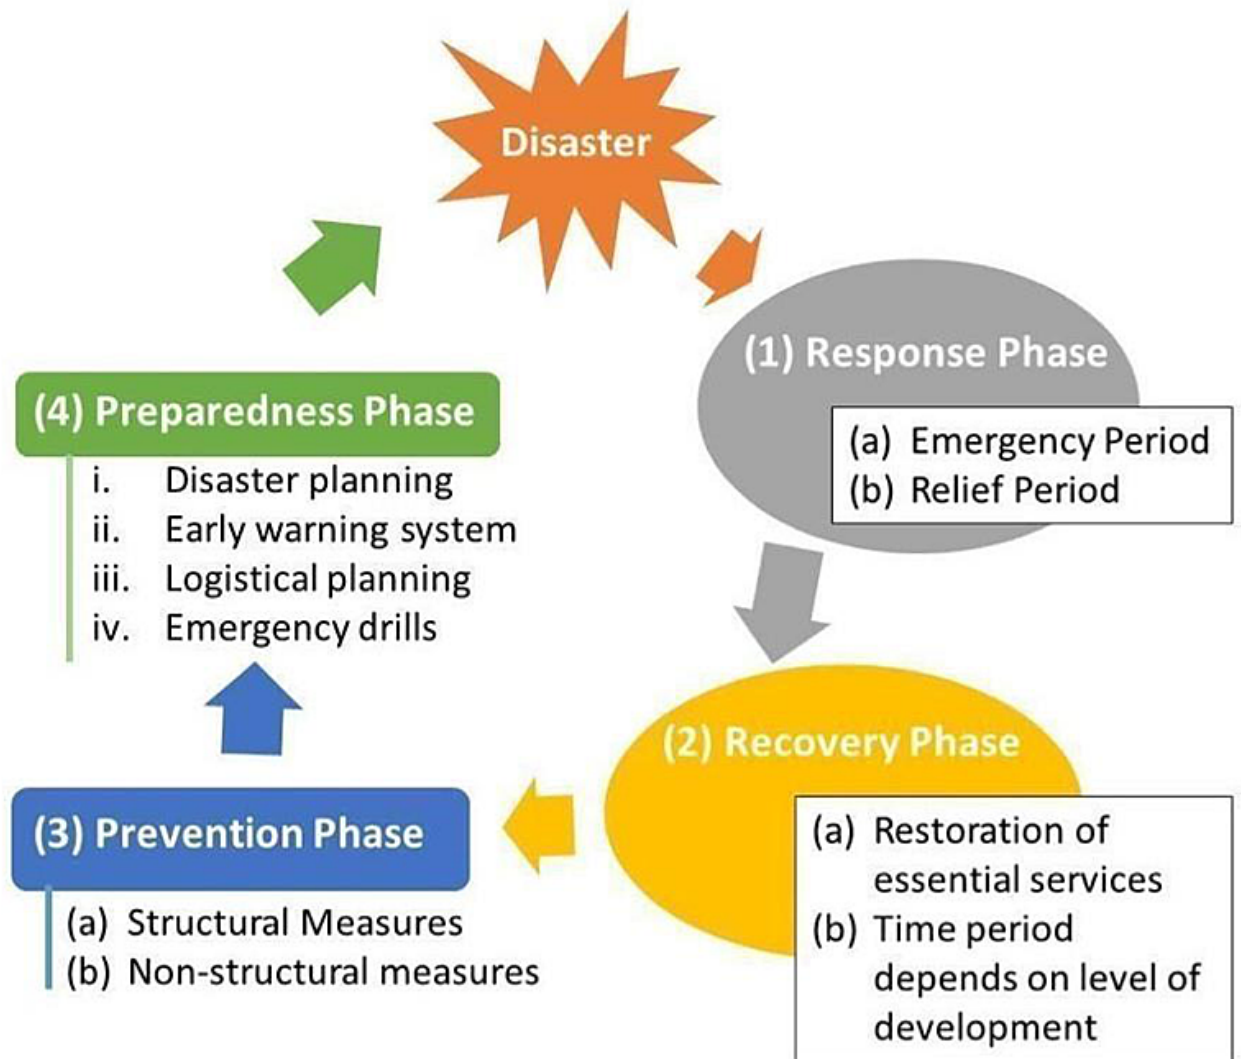 Disaster
(1) Response Phase
(a) Emergency Period
(b) Relief Period
(2) Recovery Phase
(a) Restoration of
essential services
(b) Time period
depends on level of
development
(3) Prevention Phase
(a) Structural Measures
(b) Non-structural measures
(4) Preparedness Phase
i. Disaster planning
ii. Early warning system
iii. Logistical planning
iv. Emergency drills